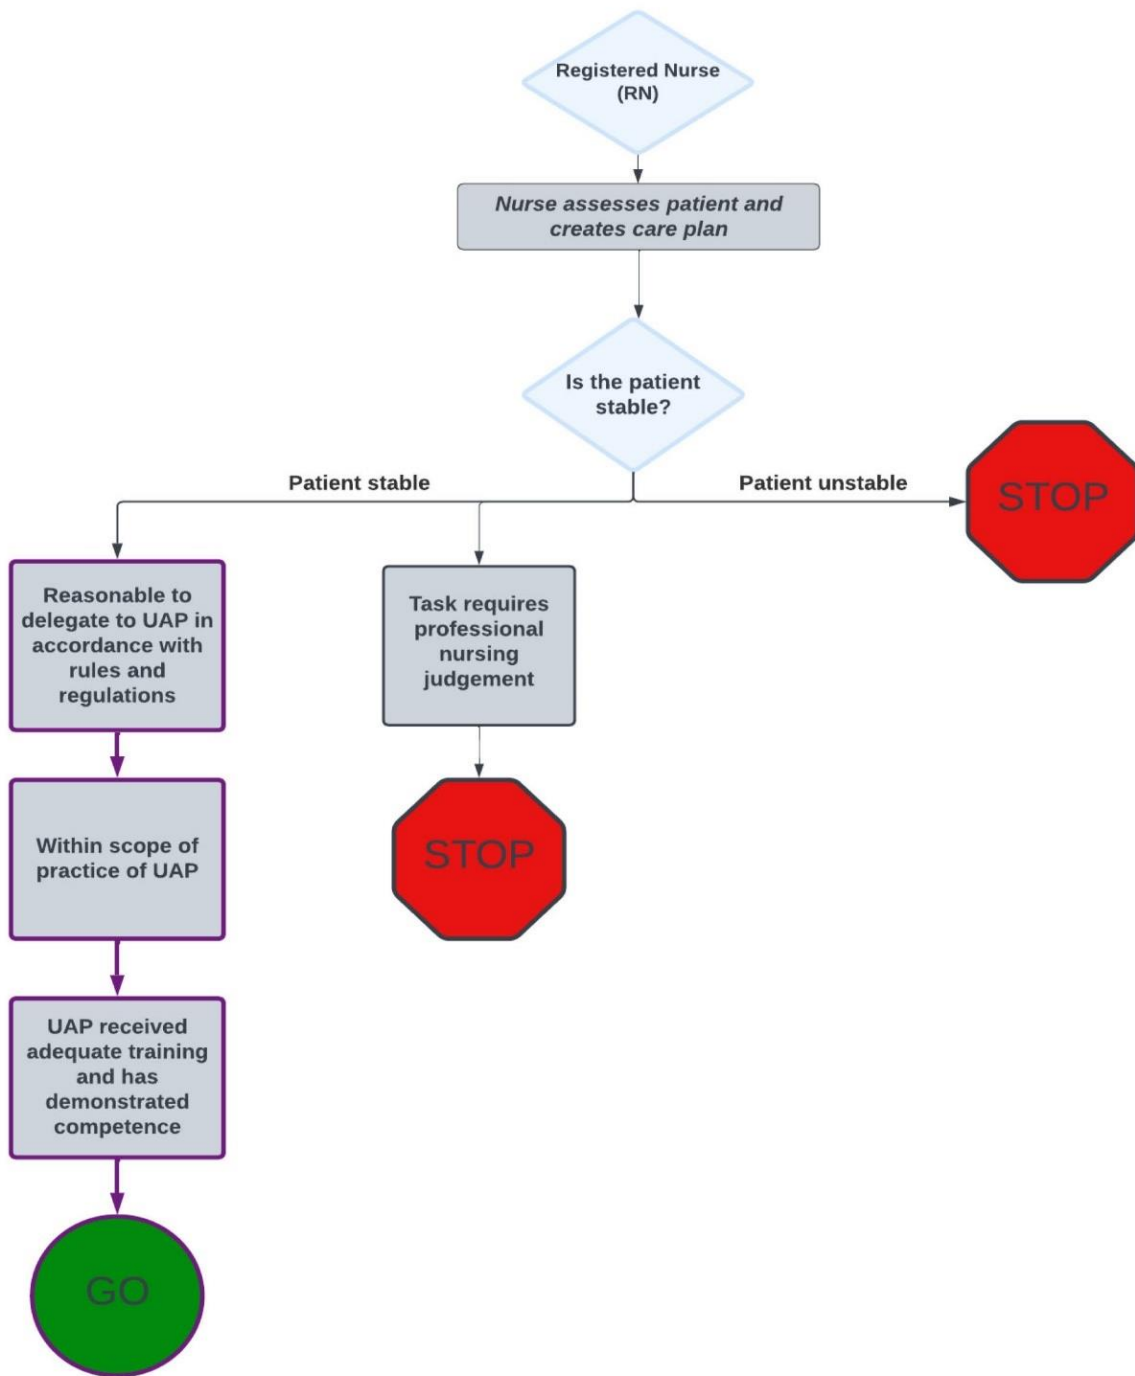 Registered Nurse
(RN)
Nurse assesses patient and
creates care plan
Is the patient
stable?
Patient stable
Patient unstable
STOP
Reasonable to
delegate to UAP in
accordance with
rules and
regulations
Task requires
professional
nursing
judgement
Within scope of
practice of UAP
STOP
UAP received
adequate training
and has
demonstrated
competence
GO